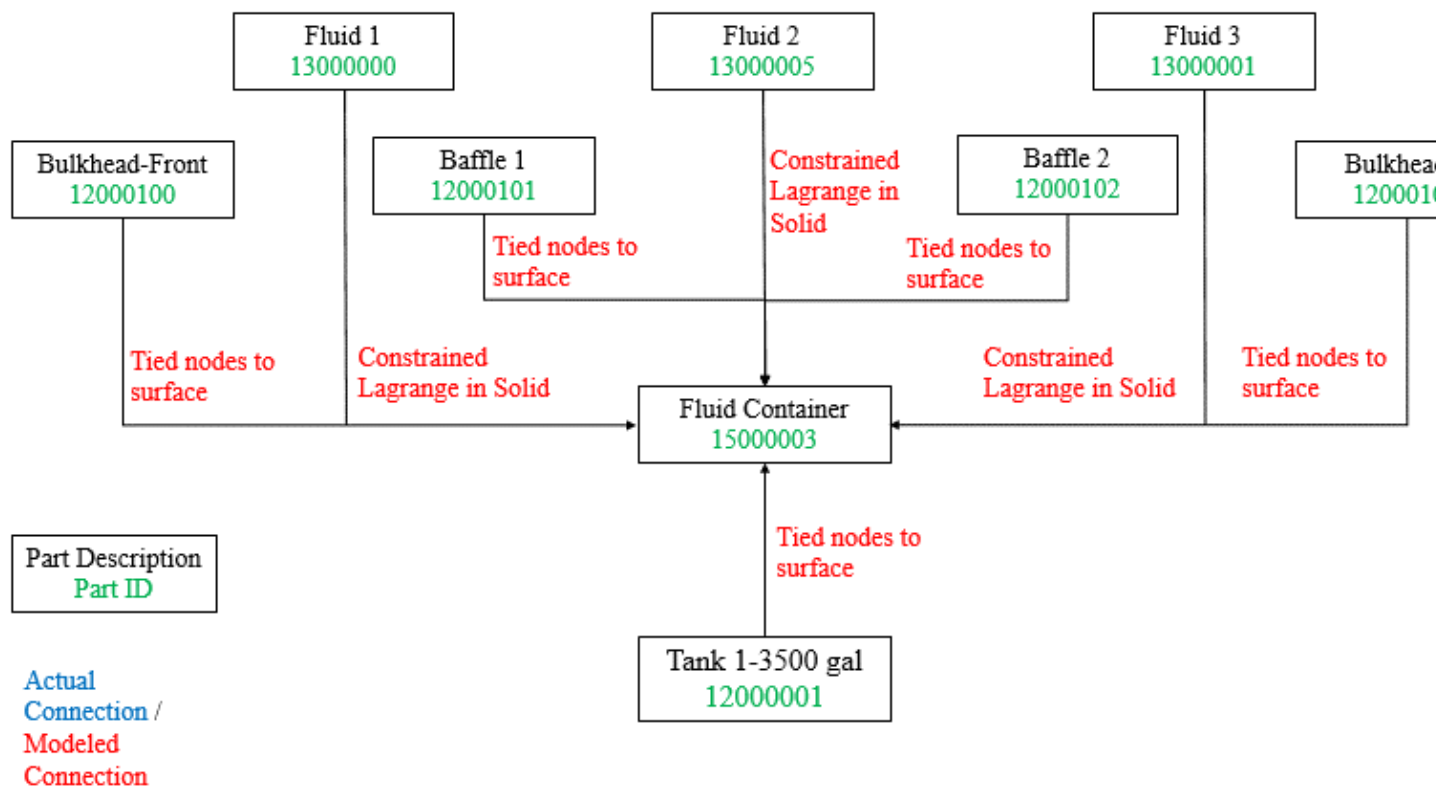 Fluid 1
13000000
Fluid 2
13000005
Fluid 3
13000001
Bulkhead-Front
12000100
Baffle 1
12000101
Constrained
Lagrange in
Solid
Baffle 2
12000102
Tied nodes to
surface
Tied nodes to
surface
Tied nodes to
surface
Constrained
Lagrange in Solid
Constrained
Lagrange in Solid
Tied nodes to
surface
Fluid Container
15000003
Tied nodes to
surface
Part Description
Part ID
Tank 1-3500 gal
12000001
Actual
Connection /
Modeled
Connection